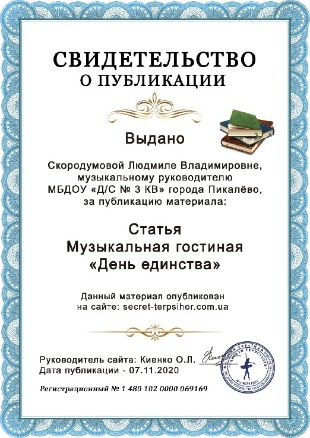 СВИДЕТЕЛЬСТВО
О ПУБЛИКАЦИИ
Выдано
Скородумовой Людмиле Владимировне,
музыкальному руководителю
МБДОУ «Д/С № 3 КВ» города Пикалёво,
за публикацию материала:
Статья
Музыкальная гостиная
«День единства»
Данный материал опубликован
на сайте: secret-terpsihor.com.ua
Руководитель сайта: Киенко О.Л.
Дата публикации - 07.11.2020
Регистрационный № 1 480 102 0000 069169